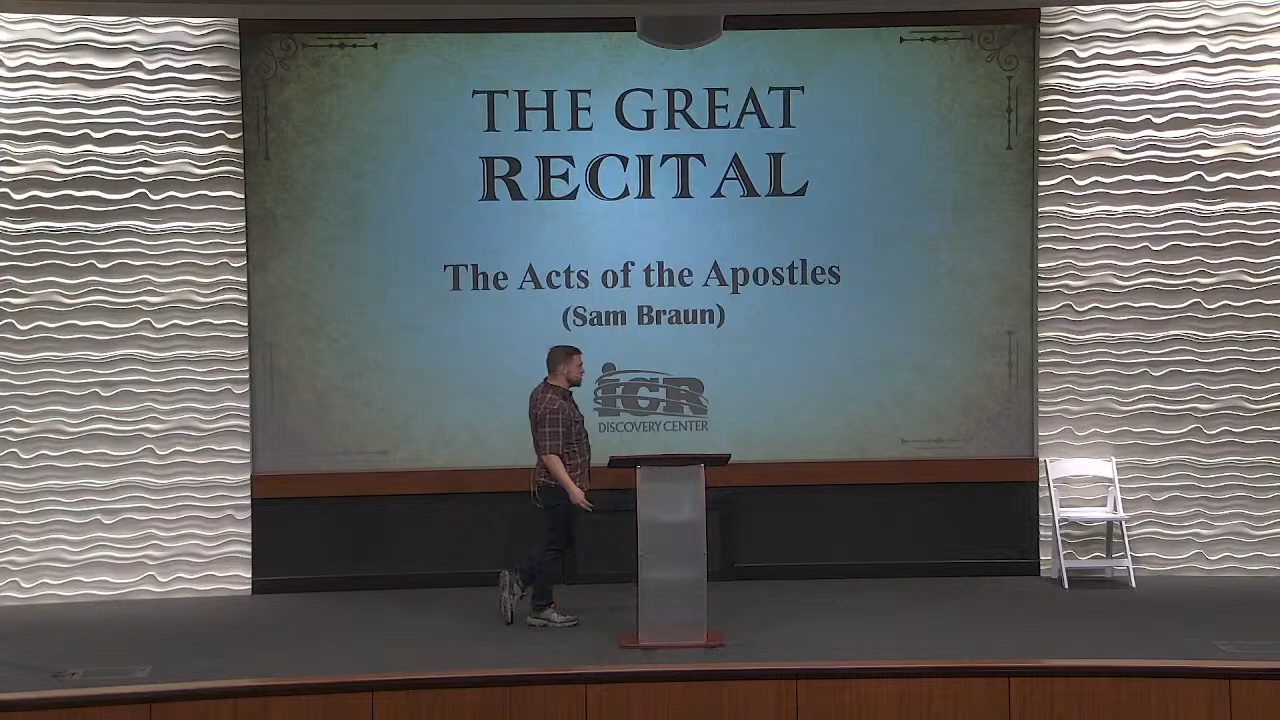 THE GREAT
RECITAL
The Acts of the Apostles
(Sam Braun)
iCR
DISCOVERY CENTER